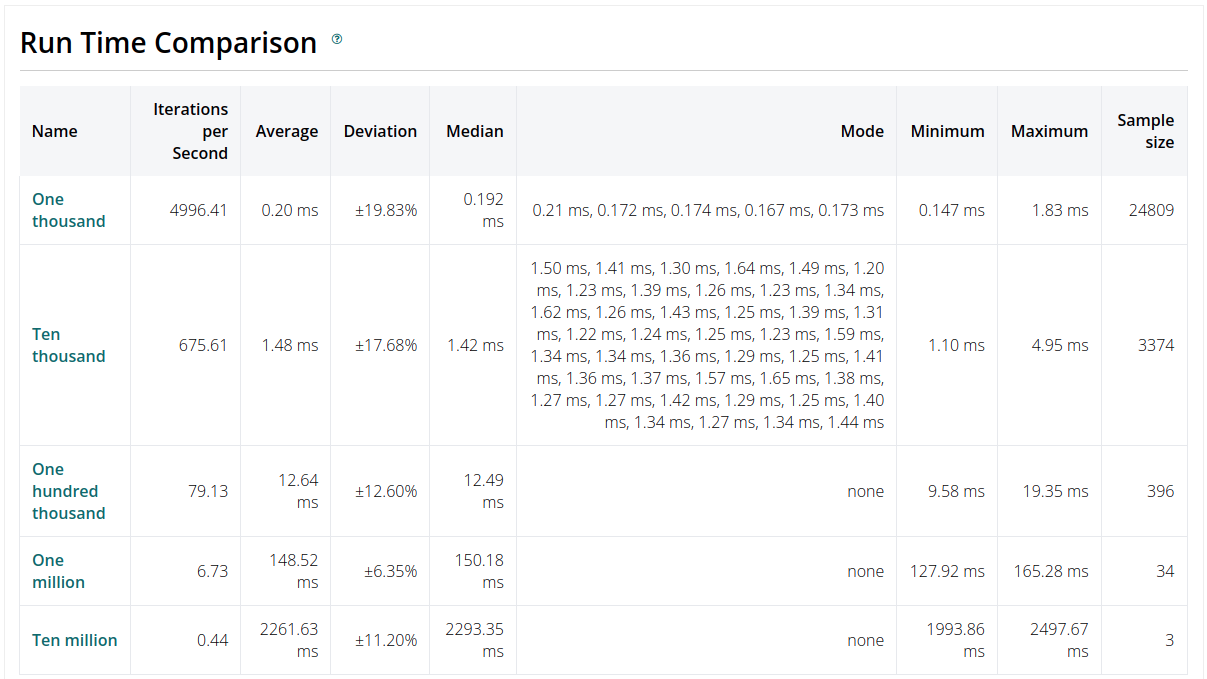 Run Time Comparison ?
Name
Iterations
per
Second
Average
Deviation
Median
Mode
Minimum
Maximum
Sample
size
One
thousand
4996.41
0.20 ms
±19.83%
0.192
ms
0.21 ms, 0.172 ms, 0.174 ms, 0.167 ms, 0.173 ms
0.147 ms
1.83 ms
24809
Ten
thousand
675.61
1.48 ms
±17.68%
1.42 ms
1.50 ms, 1.41 ms, 1.30 ms, 1.64 ms, 1.49 ms, 1.20
ms, 1.23 ms, 1.39 ms, 1.26 ms, 1.23 ms, 1.34 ms,
1.62 ms, 1.26 ms, 1.43 ms, 1.25 ms, 1.39 ms, 1.31
ms, 1.22 ms, 1.24 ms, 1.25 ms, 1.23 ms, 1.59 ms,
1.34 ms, 1.34 ms, 1.36 ms, 1.29 ms, 1.25 ms, 1.41
ms, 1.36 ms, 1.37 ms, 1.57 ms, 1.65 ms, 1.38 ms,
1.27 ms, 1.27 ms, 1.42 ms, 1.29 ms, 1.25 ms, 1.40
ms, 1.34 ms, 1.27 ms, 1.34 ms, 1.44 ms
1.10 ms
4.95 ms
3374
One
hundred
thousand
79.13
12.64
ms
±12.60%
12.49
ms
none
9.58 ms
19.35 ms
396
One
million
6.73
148.52
ms
±6.35%
150.18
ms
none
127.92 ms
165.28 ms
34
Ten million
0.44
2261.63
ms
±11.20%
2293.35
ms
none
1993.86
ms
2497.67
ms
3